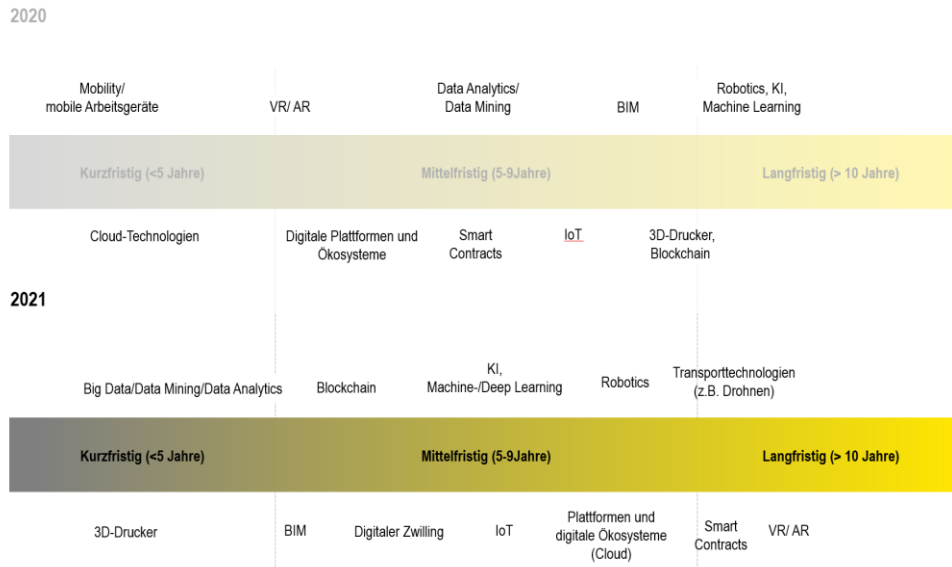 2020
Mobility/
mobile Arbeitsgeräte
VR/ AR
Data Analytics/
Data Mining
BIM
Robotics, KI,
Machine Learning
Kurzfristig (<5 Jahre)
Mittelfristig (5-9Jahre)
Langfristig (> 10 Jahre)
Cloud-Technologien
Digitale Plattformen und
Ökosysteme
Smart
Contracts
IoT
3D-Drucker,
Blockchain
2021
Big Data/Data Mining/Data Analytics
Blockchain
KI,
Machine-/Deep Learning
Robotics
Transporttechnologien
(z.B. Drohnen)
Kurzfristig (<5 Jahre)
Mittelfristig (5-9Jahre)
Langfristig (> 10 Jahre)
3D-Drucker
BIM
Digitaler Zwilling
IoT
Plattformen und
digitale Ökosysteme
(Cloud)
Smart
Contracts
VR/ AR